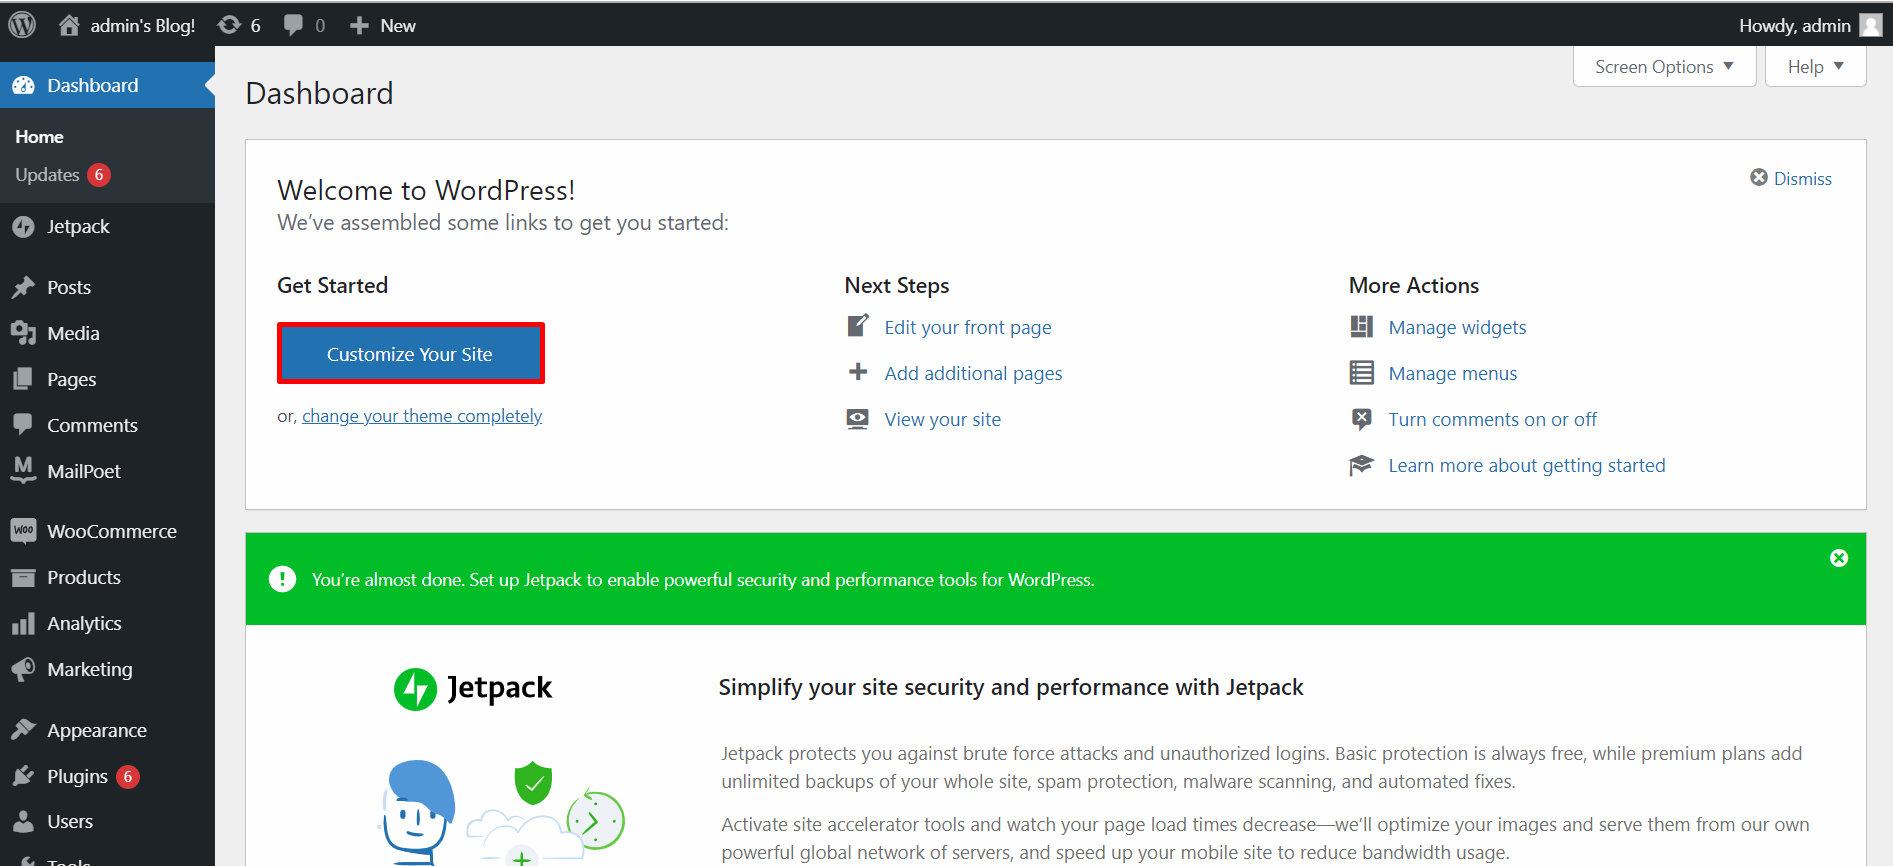 admin's Blog!
6
0
New
Howdy, admin
Dashboard
Home
Updates 6
Jetpack
Posts
Media
Pages
Comments
MailPoet
WooCommerce
Products
Analytics
Marketing
Appearance
Plugins 6
Users
Tools
Screen Options
Help
Dashboard
Welcome to WordPress!
We’ve assembled some links to get you started:
Dismiss
Get Started
Customize Your Site
or, change your theme completely
Next Steps
Edit your front page
Add additional pages
View your site
More Actions
Manage widgets
Manage menus
Turn comments on or off
Learn more about getting started
You’re almost done. Set up Jetpack to enable powerful security and performance tools for WordPress.
Jetpack
Simplify your site security and performance with Jetpack
Jetpack protects you against brute force attacks and unauthorized logins. Basic protection is always free, while premium plans add
unlimited backups of your whole site, spam protection, malware scanning, and automated fixes.
Activate site accelerator tools and watch your page load times decrease—we’ll optimize your images and serve them from our own
powerful global network of servers, and speed up your mobile site to reduce bandwidth usage.